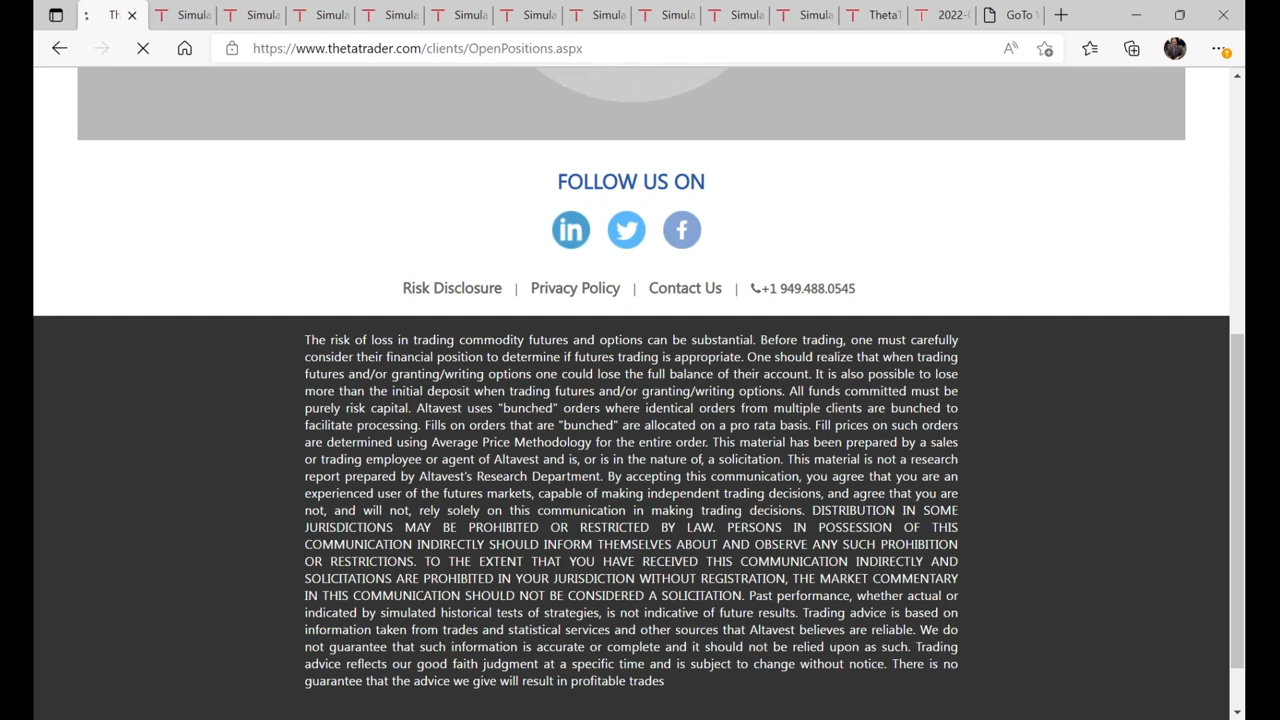 Th
Simula
Simula
Simula
Simula
Simula
Simula
Simula
Simula
Simula
Simula
ThetaT
2022-0
GoTo
https://www.thetatrader.com/clients/OpenPositions.aspx
FOLLOW US ON
in
f
Risk Disclosure | Privacy Policy | Contact Us | +1 949.488.0545
The risk of loss in trading commodity futures and options can be substantial. Before trading, one must carefully
consider their financial position to determine if futures trading is appropriate. One should realize that when trading
futures and/or granting/writing options one could lose the full balance of their account. It is also possible to lose
more than the initial deposit when trading futures and/or granting/writing options. All funds committed must be
purely risk capital. Altavest uses "bunched" orders where identical orders from multiple clients are bunched to
facilitate processing. Fills on orders that are "bunched" are allocated on a pro rata basis. Fill prices on such orders
are determined using Average Price Methodology for the entire order. This material has been prepared by a sales
or trading employee or agent of Altavest and is, or is in the nature of, a solicitation. This material is not a research
report prepared by Altavest's Research Department. By accepting this communication, you agree that you are an
experienced user of the futures markets, capable of making independent trading decisions, and agree that you are
not, and will not, rely solely on this communication in making trading decisions. DISTRIBUTION IN SOME
JURISDICTIONS MAY BE PROHIBITED OR RESTRICTED BY LAW. PERSONS IN POSSESSION OF THIS
COMMUNICATION INDIRECTLY SHOULD INFORM THEMSELVES ABOUT AND OBSERVE ANY SUCH PROHIBITION
OR RESTRICTIONS. TO THE EXTENT THAT YOU HAVE RECEIVED THIS COMMUNICATION INDIRECTLY AND
SOLICITATIONS ARE PROHIBITED IN YOUR JURISDICTION WITHOUT REGISTRATION, THE MARKET COMMENTARY
IN THIS COMMUNICATION SHOULD NOT BE CONSIDERED A SOLICITATION. Past performance, whether actual or
indicated by simulated historical tests of strategies, is not indicative of future results. Trading advice is based on
information taken from trades and statistical services and other sources that Altavest believes are reliable. We do
not guarantee that such information is accurate or complete and it should not be relied upon as such. Trading
advice reflects our good faith judgment at a specific time and is subject to change without notice. There is no
guarantee that the advice we give will result in profitable trades